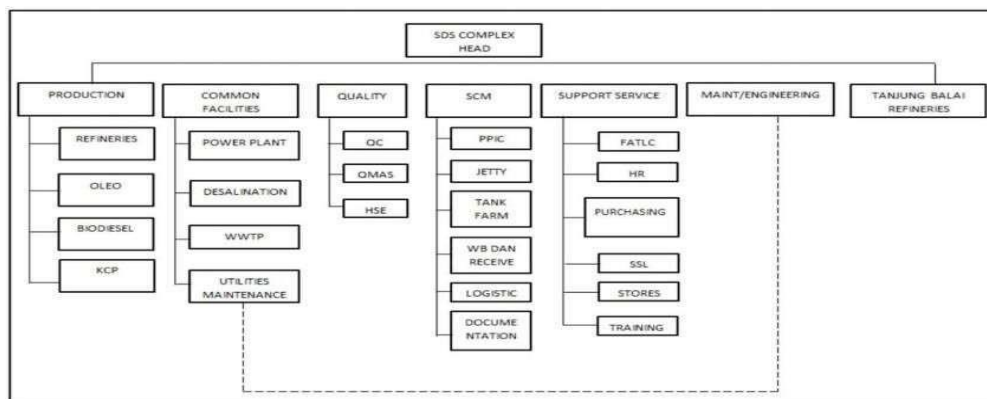 SDS COMPLEX
HEAD
PRODUCTION
REFINERIES
OLEO
BIODIESEL
KCP
COMMON
FACILITIES
POWER PLANT
DESALINATION
WWTP
UTILITIES
MAINTENANCE
QUALITY
QC
QMAS
HSE
SCM
PPIC
JETTY
TANK
FARM
WB DAN
RECEIVE
LOGISTIC
DOCUME
NTATION
SUPPORT SERVICE
FATLC
HR
PURCHASING
SSL
STORES
TRAINING
MAINT/ENGINEERING
TANJUNG BALAI
REFINERIES